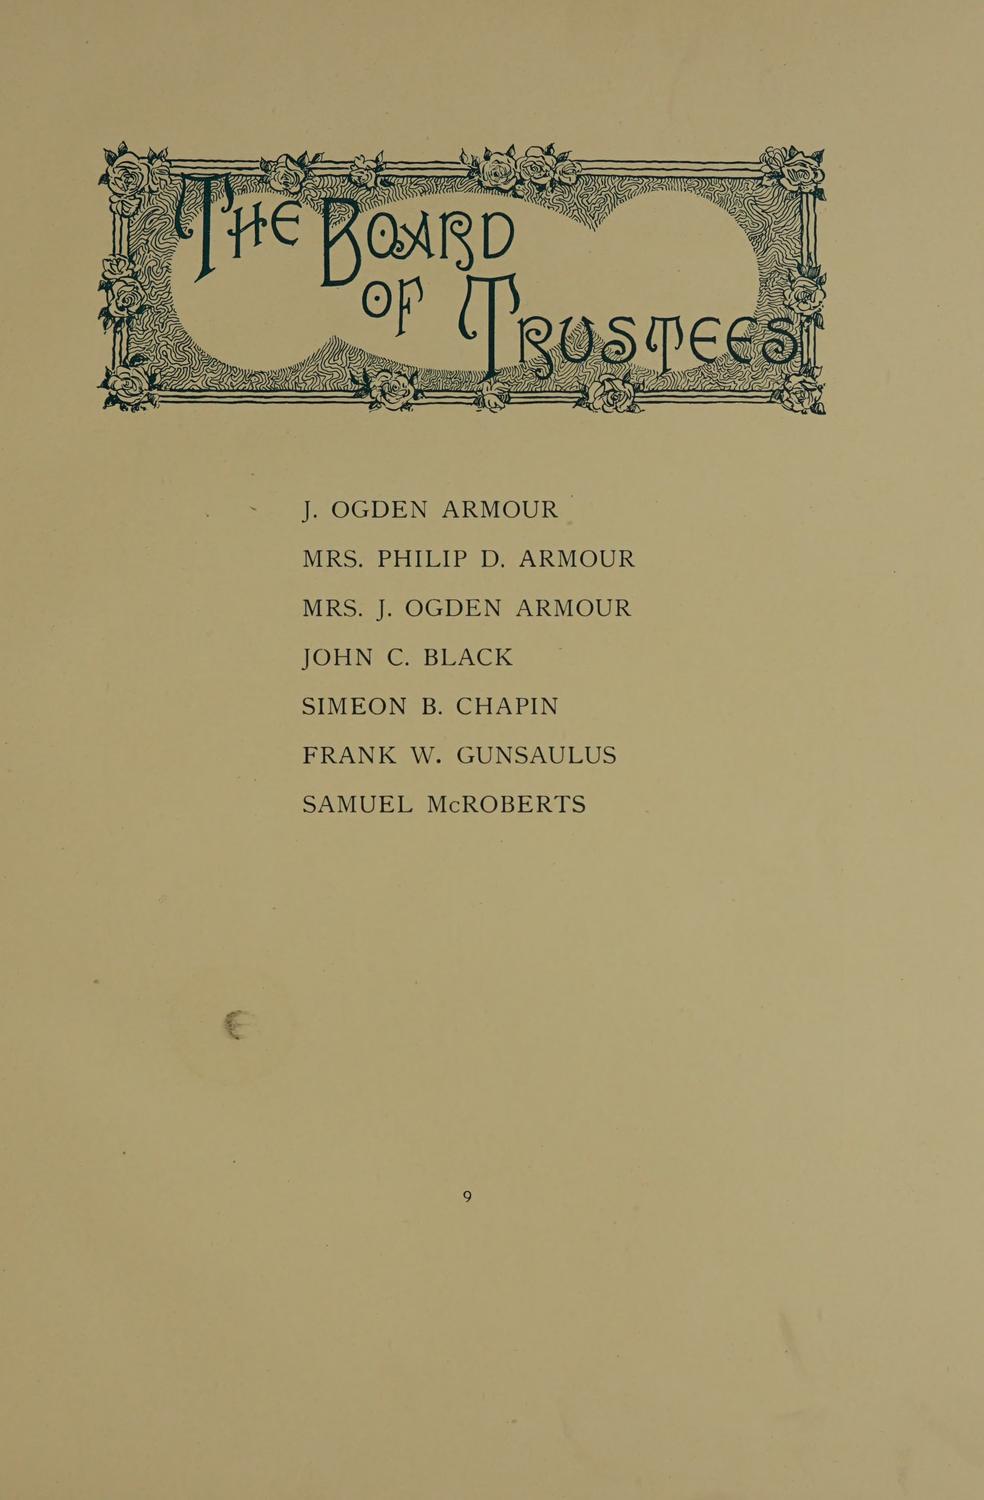 The Board
of Trustees
J. OGDEN ARMOUR
MRS. PHILIP D. ARMOUR
MRS. J. OGDEN ARMOUR
JOHN C. BLACK
SIMEON B. CHAPIN
FRANK W. GUNSAULUS
SAMUEL McROBERTS
9